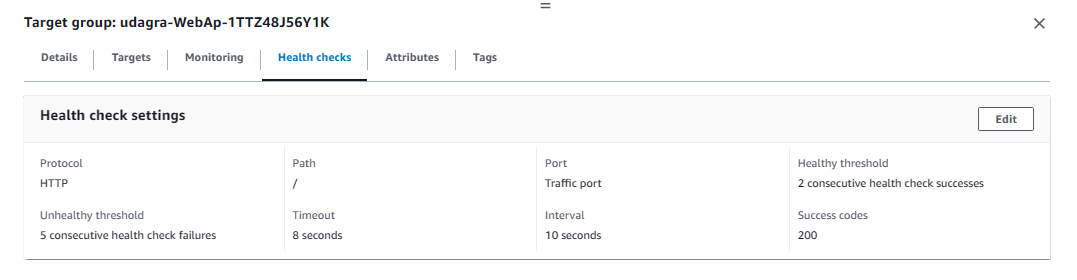 Target group: udagra-WebAp-1TTZ48J56Y1K
Details Targets Monitoring Health checks Attributes Tags
Health check settings
Edit
Protocol Path Port Healthy threshold
HTTP / Traffic port 2 consecutive health check successes
Unhealthy threshold Timeout Interval Success codes
5 consecutive health check failures 8 seconds 10 seconds 200